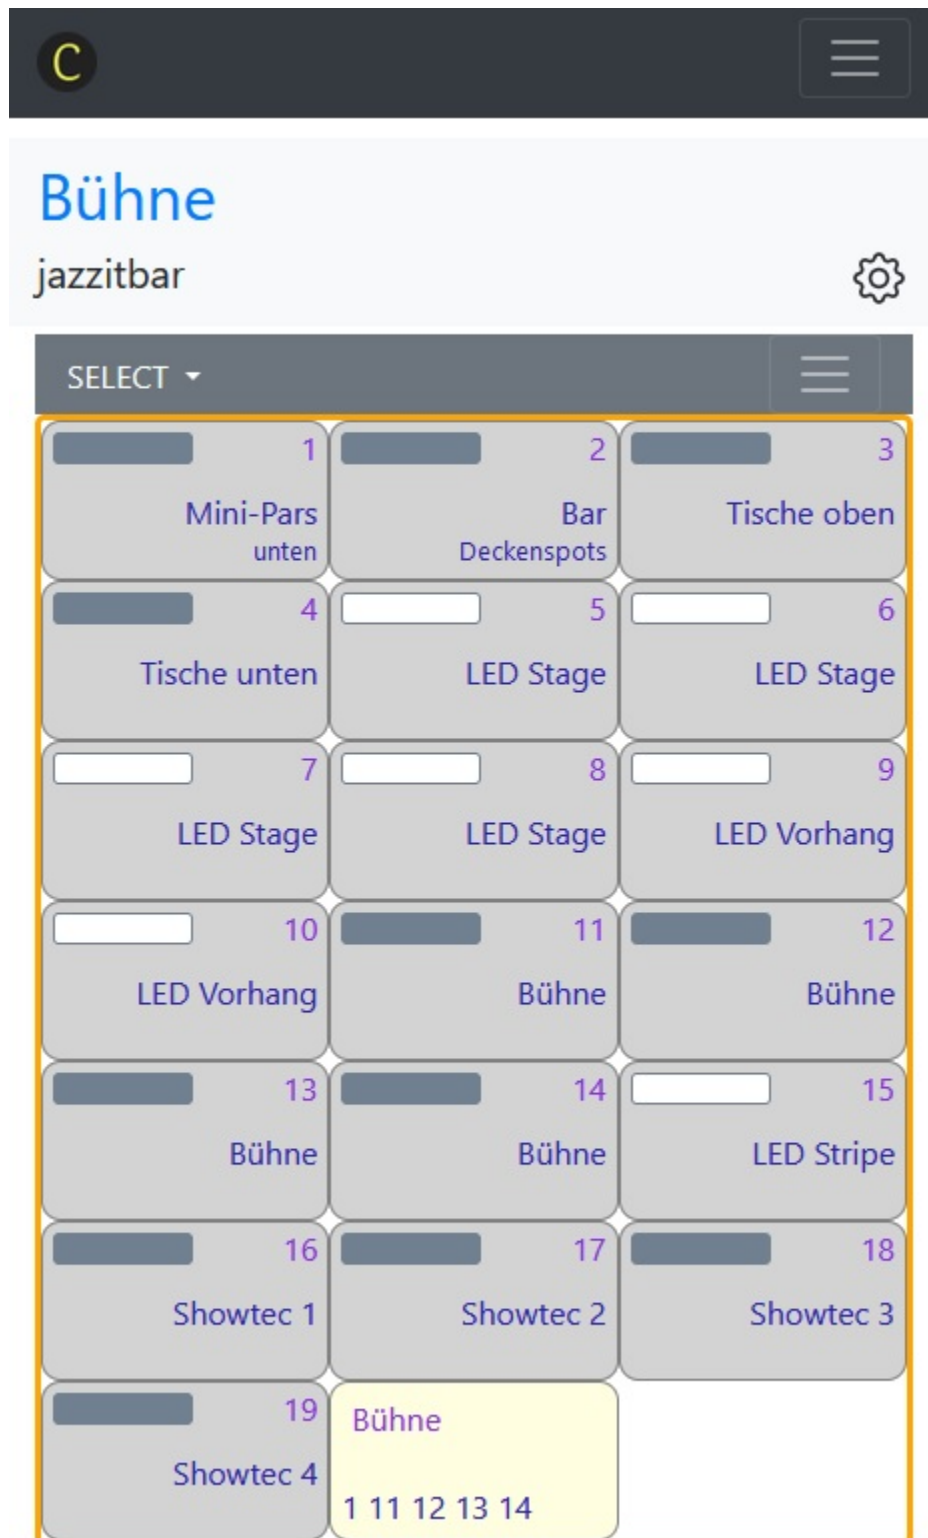 C
Bühne
jazzitbar
SELECT
1 2 3
Mini-Pars Bar Tische oben
unten Deckenspots
4 5 6
Tische unten LED Stage LED Stage
7 8 9
LED Stage LED Stage LED Vorhang
10 11 12
LED Vorhang Bühne Bühne
13 14 15
Bühne Bühne LED Stripe
16 17 18
Showtec 1 Showtec 2 Showtec 3
19 Bühne
Showtec 4
1 11 12 13 14